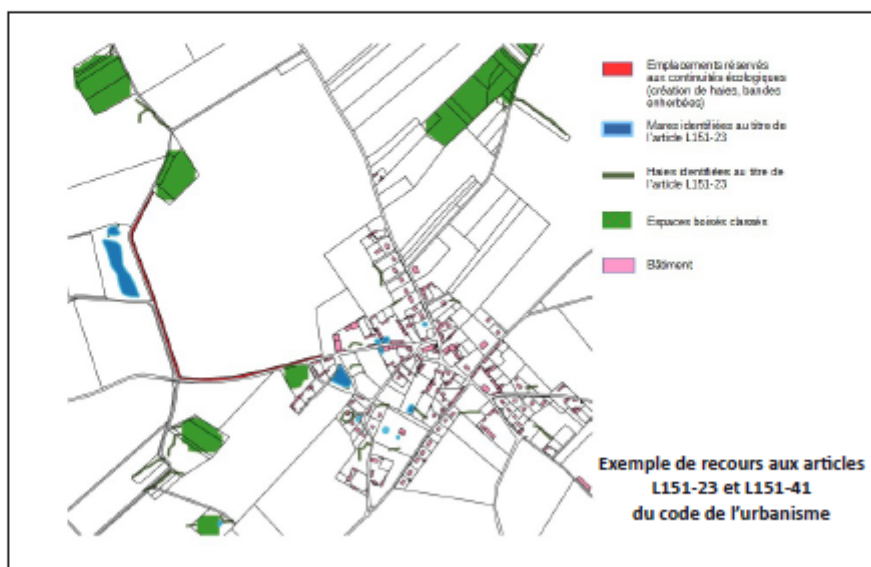 Emplacements réservés
aux continuités écologiques
(création de haies, bandes
enherbées)
Mares identifiées au titre de
l'article L151-23
Haies identifiées au titre de
l'article L151-23
Espaces boisés classés
Bâtiment
Exemple de recours aux articles
L151-23 et L151-41
du code de l'urbanisme